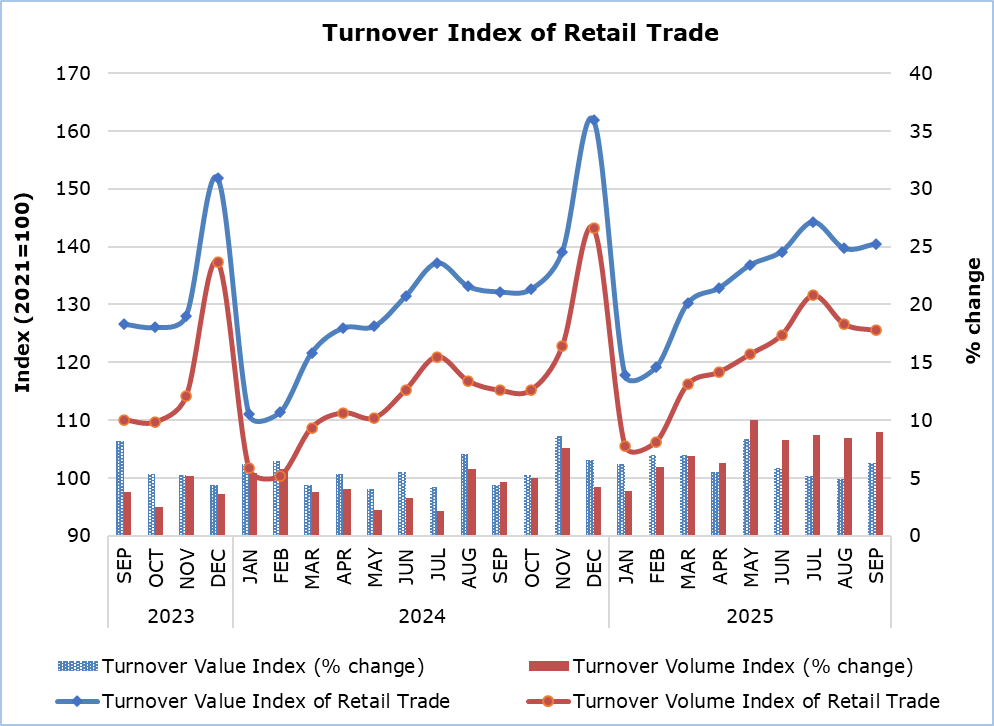 Turnover Index of Retail Trade
Index (2021=100)
170
160
150
140
130
120
110
100
90
40
35
30
25
20
15
10
5
0
% change
SEP OCT NOV DEC JAN FEB MAR APR MAY JUN JUL AUG SEP OCT NOV DEC JAN FEB MAR APR MAY JUN JUL AUG SEP
2023 2024 2025
Turnover Value Index (% change) Turnover Volume Index (% change)
Turnover Value Index of Retail Trade Turnover Volume Index of Retail Trade